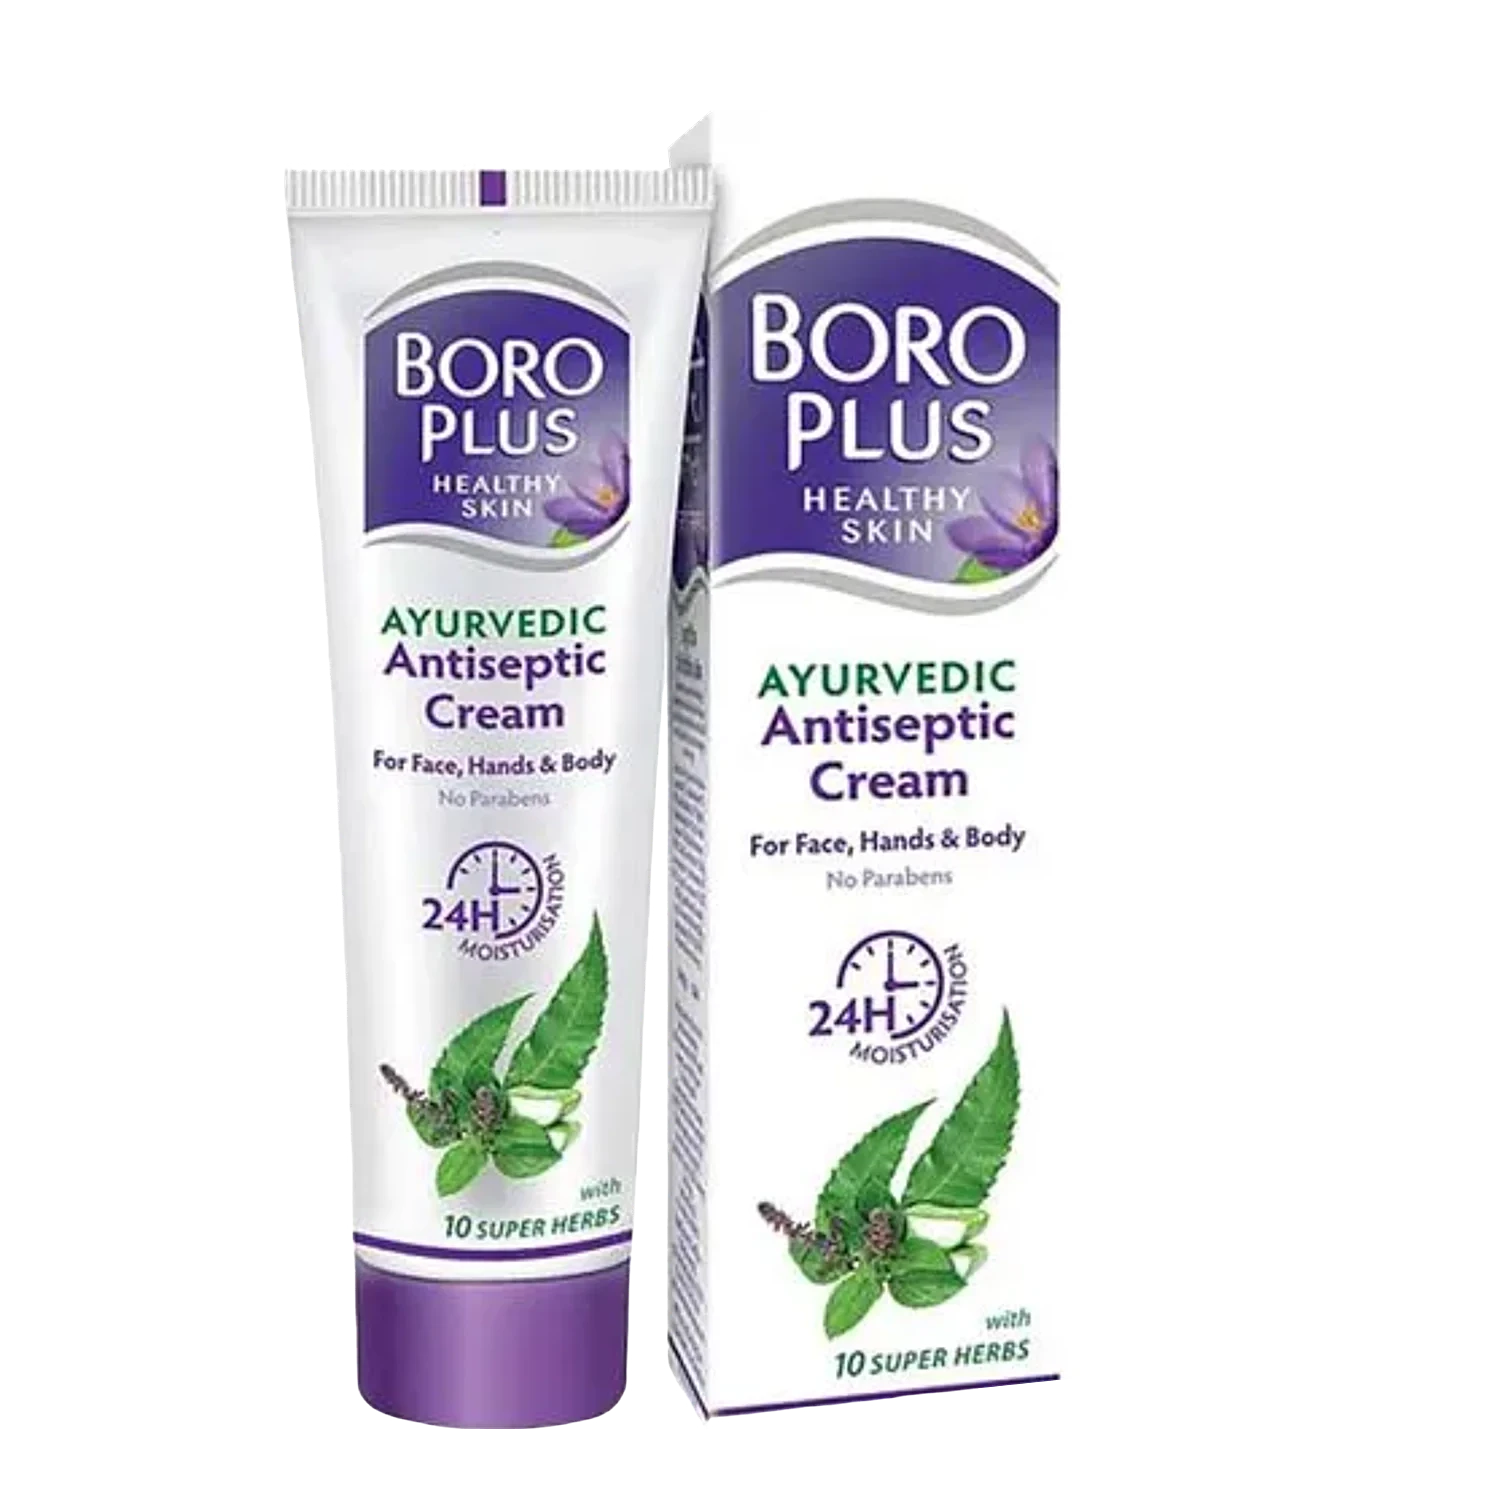 BORO
PLUS
HEALTHY
SKIN
AYURVEDIC
Antiseptic
Cream
For Face, Hands & Body
No Parabens
24H
MOISTURISATION
with
10 SUPER HERBS
BORO
PLUS
HEALTHY
SKIN
AYURVEDIC
Antiseptic
Cream
For Face, Hands & Body
No Parabens
24H
MOISTURISATION
with
10 SUPER HERBS